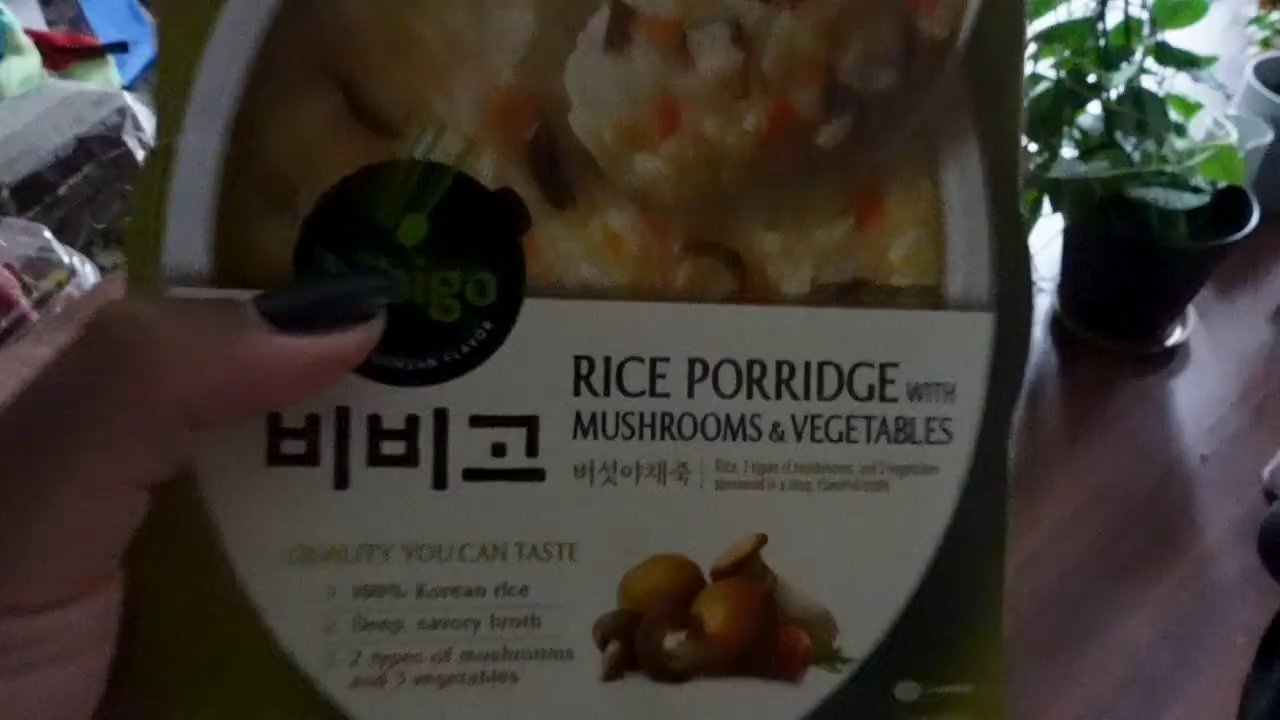 bigo
비비고
RICE PORRIDGE WITH
MUSHROOMS & VEGETABLES
버섯야채죽
QUALITY YOU CAN TASTE
100% Korean rice
Deep, savory broth
2 types of mushrooms
and 3 vegetables